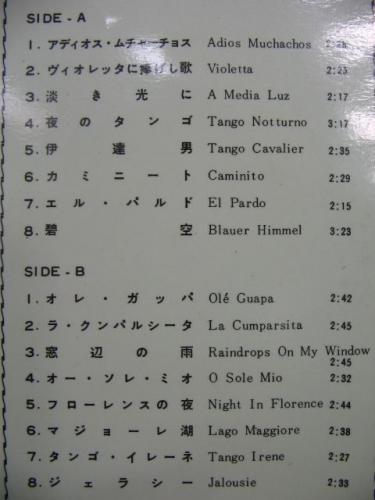 SIDE - A
1. アディオス・ムチャーチョス Adios Muchachos
2. ヴィオレッタに捧げし歌 Violetta 2:25
3. 淡き光に A Media Luz 2:17
4. 夜のタンゴ Tango Notturno 3:17
5. 伊達男 Tango Cavalier 2:35
6. カミニート Caminito 2:29
7. エル・パルド El Pardo 2:15
8. 碧空 Blauer Himmel 3:23
SIDE - B
1. オレ・ガッパ Olé Guapa 2:42
2. ラ・クンパルシータ La Cumparsita 2:45
3. 窓辺の雨 Raindrops On My Window
2:45
4. オー・ソレ・ミオ O Sole Mio 2:32
5. フローレンスの夜 Night In Florence 2:44
6. マジョーレ湖 Lago Maggiore 2:38
7. タンゴ・イレーネ Tango Irene 2:27
8. ジェラシー Jalousie 2:33